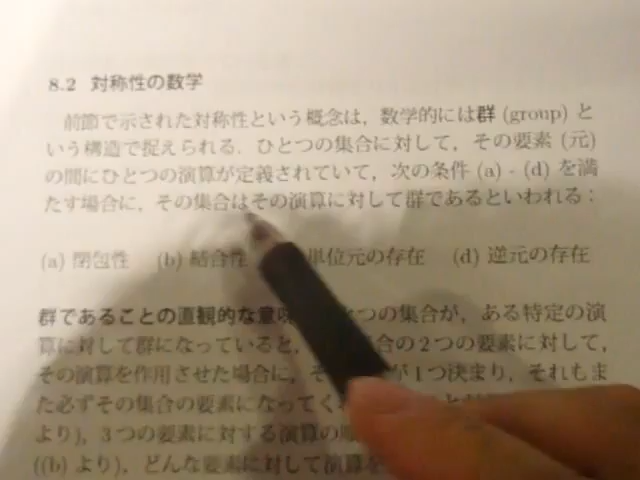 8.2 対称性の数学
前節で示された対称性という概念は，数学的には群 (group) と
いう構造で捉えられる．ひとつの集合に対して，その要素 (元)
の間にひとつの演算が定義されていて，次の条件 (a) - (d) を満
たす場合に，その集合はその演算に対して群であるといわれる：
(a) 閉包性 (b) 結合性 単位元の存在 (d) 逆元の存在
群であることの直観的な意味 とつの集合が，ある特定の演
算に対して群になっていると， 合の2つの要素に対して，
その演算を作用させた場合に，そ が1つ決まり，それもま
た必ずその集合の要素になってく
より)，3つの要素に対する演算の
((b) より)，どんな要素に対して演算を